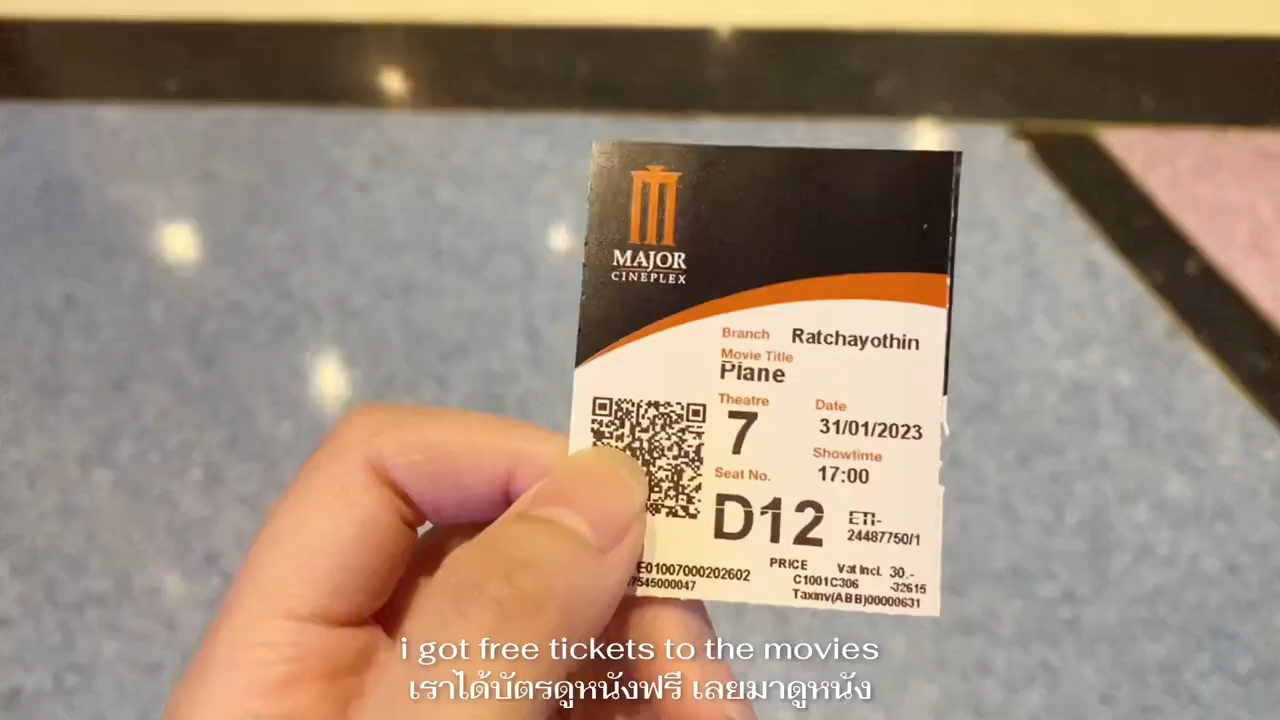 MAJOR
CINEPLEX
Branch Ratchayothin
Movie Title
Plane
Theatre Date
7 31/01/2023
Showtime
Seat No. 17:00
D12 ETI-
24487750/1
E01007000202602 PRICE Vat Incl. 30.-
7545000047 C1001C306 -32615
Taxinv(ABB)00000631
i got free tickets to the movies
เราได้บัตรดูหนังฟรี เลยมาดูหนัง